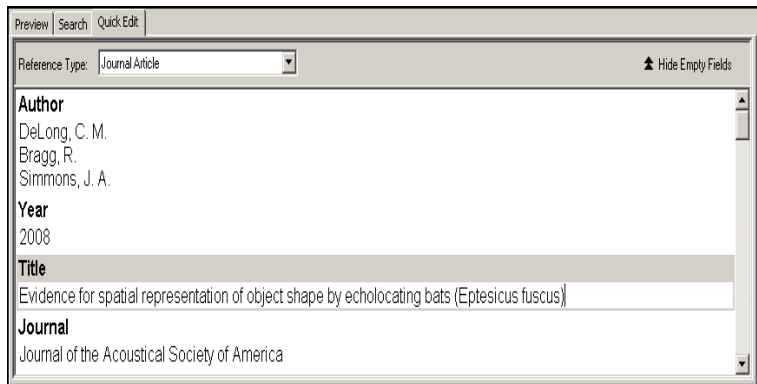 Preview Search Quick Edit
Reference Type: Journal Article Hide Empty Fields
Author
DeLong, C. M.
Bragg, R.
Simmons, J. A.
Year
2008
Title
Evidence for spatial representation of object shape by echolocating bats (Eptesicus fuscus)
Journal
Journal of the Acoustical Society of America